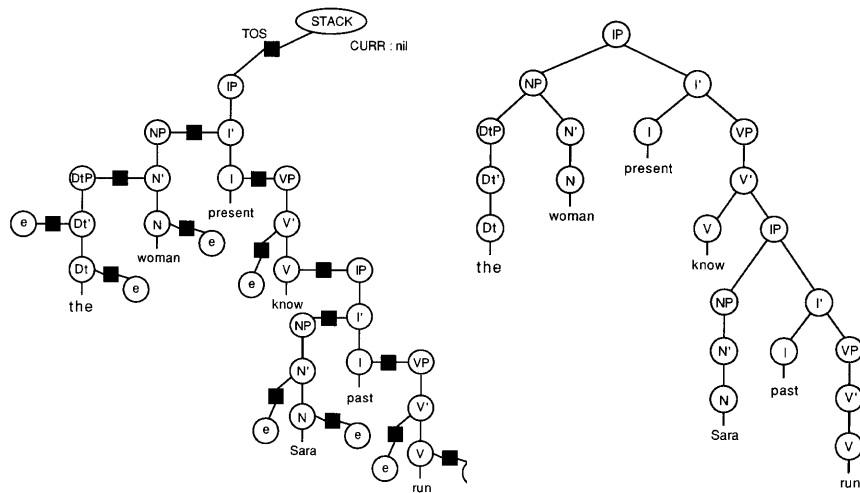 STACK
TOS
CURR : nil
IP
NP I'
DtP N' I VP
present
e Dt' N e V'
woman
Dt e e V IP
the know
NP I'
N' I VP
past
e N e V'
Sara
e V
run
IP
NP I'
DtP N' I VP
present
Dt' N V'
woman
Dt V IP
the know
NP I'
N' I VP
past
N V'
Sara
V
run